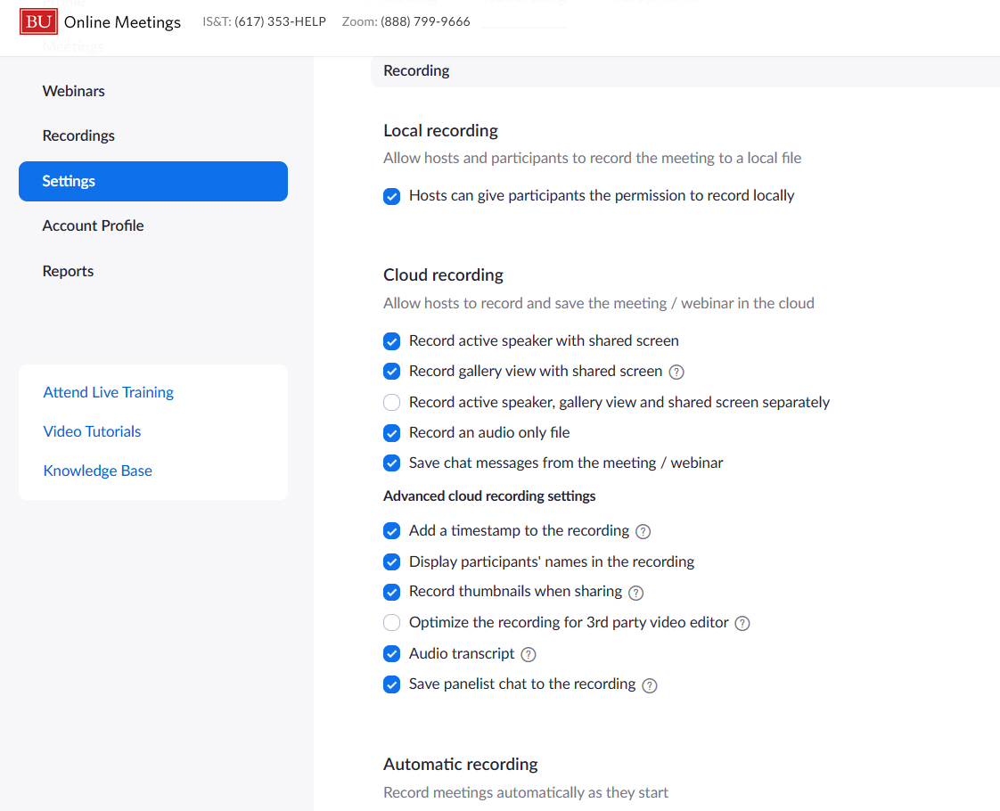 BU Online Meetings IS&T: (617) 353-HELP Zoom: (888) 799-9666
Meetings
Webinars
Recordings
Settings
Account Profile
Reports
Attend Live Training
Video Tutorials
Knowledge Base
Recording
Local recording
Allow hosts and participants to record the meeting to a local file
Hosts can give participants the permission to record locally
Cloud recording
Allow hosts to record and save the meeting / webinar in the cloud
Record active speaker with shared screen
Record gallery view with shared screen ?
Record active speaker, gallery view and shared screen separately
Record an audio only file
Save chat messages from the meeting / webinar
Advanced cloud recording settings
Add a timestamp to the recording ?
Display participants' names in the recording
Record thumbnails when sharing ?
Optimize the recording for 3rd party video editor ?
Audio transcript ?
Save panelist chat to the recording ?
Automatic recording
Record meetings automatically as they start